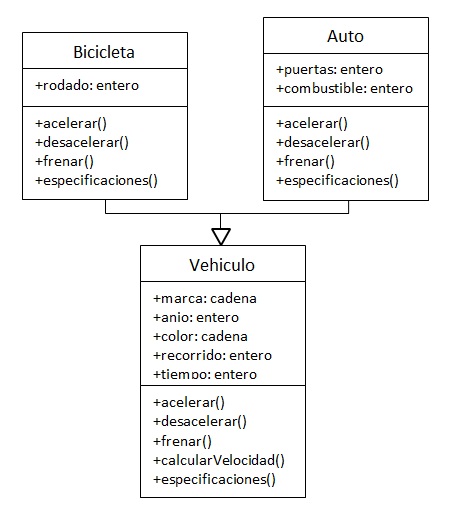 Bicicleta
+rodado: entero
+acelerar()
+desacelerar()
+frenar()
+especificaciones()
Auto
+puertas: entero
+combustible: entero
+acelerar()
+desacelerar()
+frenar()
+especificaciones()
Vehiculo
+marca: cadena
+anio: entero
+color: cadena
+recorrido: entero
+tiempo: entero
+acelerar()
+desacelerar()
+frenar()
+calcularVelocidad()
+especificaciones()